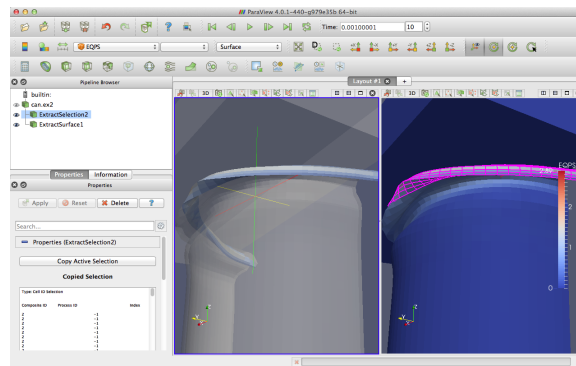 ParaView 4.0.1-440-g979e35b 64-bit
Time: 0.00100001
10
EQPS
Surface
Pipeline Browser
Layout #1
+
builtin:
can.ex2
ExtractSelection2
ExtractSurface1
3D
3D
Properties
Information
Properties
Apply
Reset
Delete
?
Search...
Properties (ExtractSelection2)
Copy Active Selection
Copied Selection
Type: Cell ID Selection
Composite ID Process ID Index
2 -1
2 -1
2 -1
2 -1
2 -1
2 -1
2 -1
EQPS
2
1
0
Z
Y
Z
Y